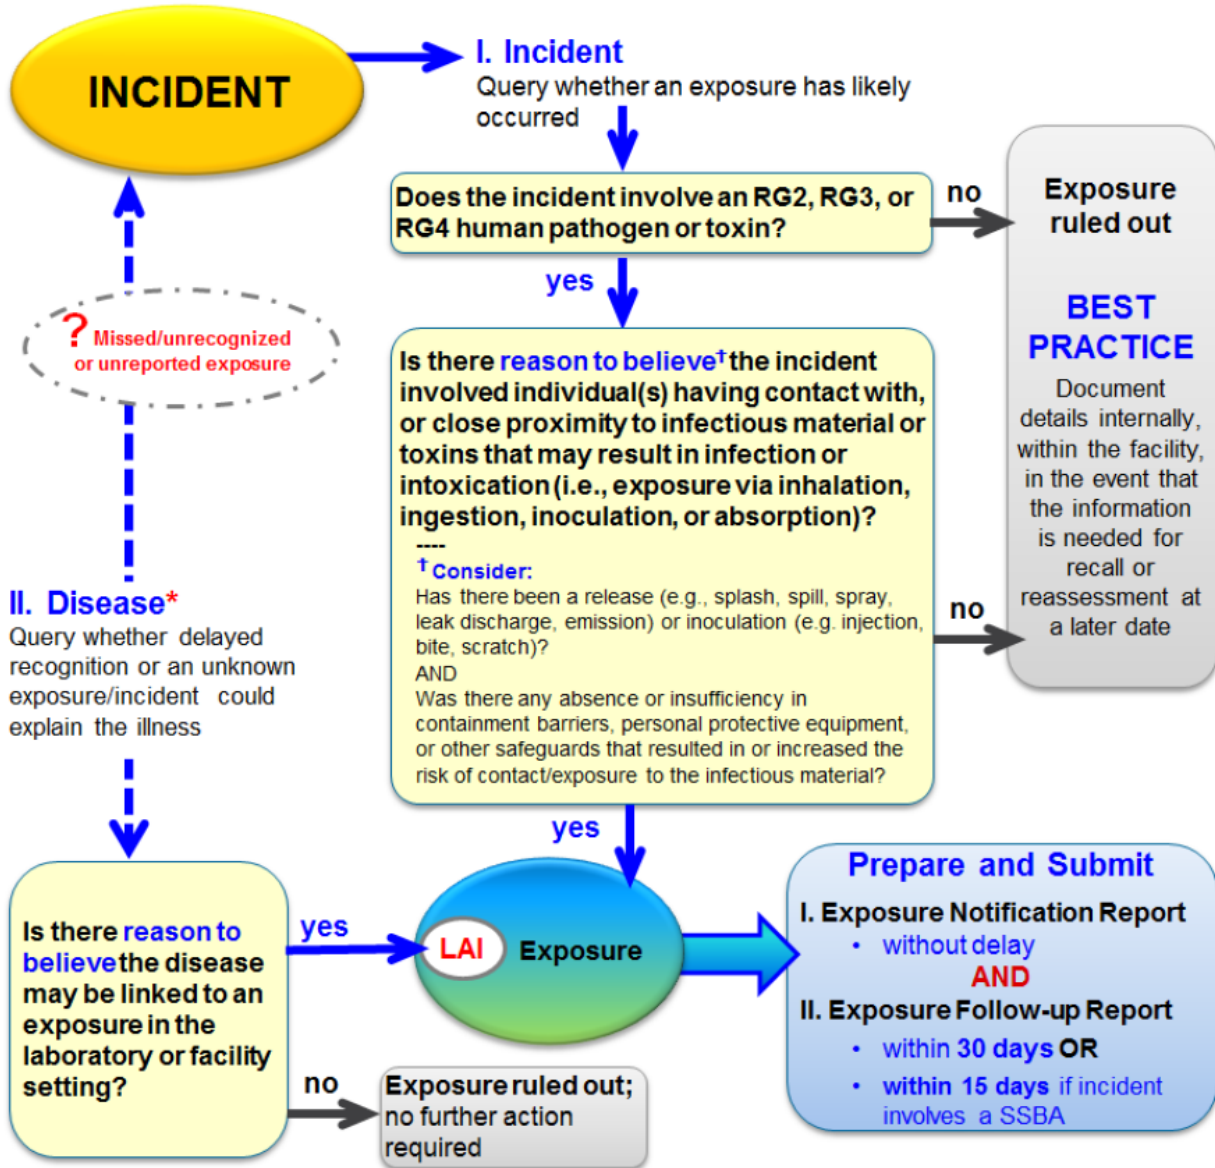 INCIDENT
I. Incident
Query whether an exposure has likely
occurred
Does the incident involve an RG2, RG3, or
RG4 human pathogen or toxin?
no
Exposure
ruled out
BEST
PRACTICE
Document
details internally,
within the facility,
in the event that
the information
is needed for
recall or
reassessment at
a later date
yes
? Missed/unrecognized
or unreported exposure
Is there reason to believe† the incident
involved individual(s) having contact with,
or close proximity to infectious material or
toxins that may result in infection or
intoxication (i.e., exposure via inhalation,
ingestion, inoculation, or absorption)?
----
† Consider:
Has there been a release (e.g., splash, spill, spray,
leak discharge, emission) or inoculation (e.g. injection,
bite, scratch)?
AND
Was there any absence or insufficiency in
containment barriers, personal protective equipment,
or other safeguards that resulted in or increased the
risk of contact/exposure to the infectious material?
no
II. Disease*
Query whether delayed
recognition or an unknown
exposure/incident could
explain the illness
yes
Is there reason to
believe the disease
may be linked to an
exposure in the
laboratory or facility
setting?
yes
LAI
Exposure
no
Exposure ruled out;
no further action
required
Prepare and Submit
I. Exposure Notification Report
• without delay
AND
II. Exposure Follow-up Report
• within 30 days OR
• within 15 days if incident
involves a SSBA